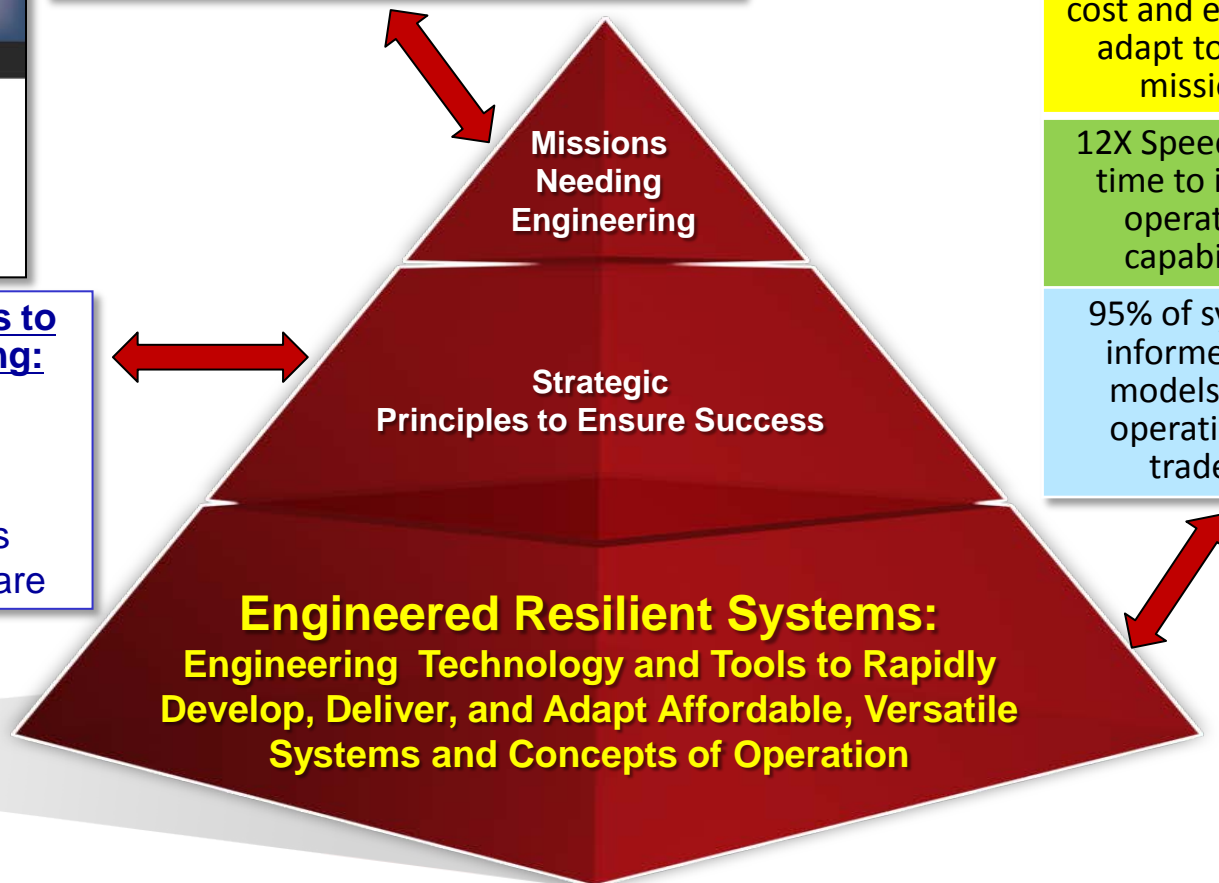 cost and e
adapt to
missi
Missions
Needing
Engineering
12X Speed
time to i
operat
capabi
s to
ng:
95% of sy
informe
models
operati
trade
Strategic
Principles to Ensure Success
s
are
Engineered Resilient Systems:
Engineering Technology and Tools to Rapidly
Develop, Deliver, and Adapt Affordable, Versatile
Systems and Concepts of Operation